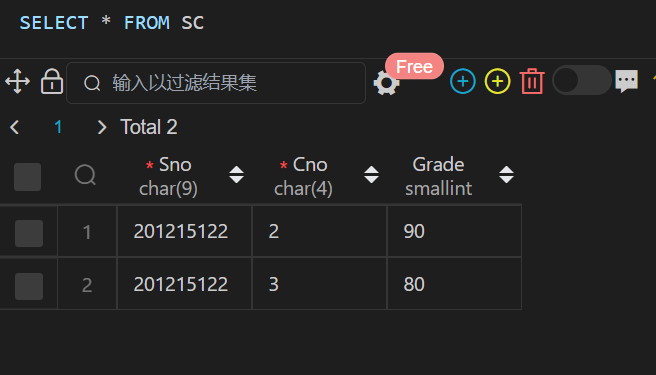 SELECT * FROM SC
输入以过滤结果集 Free
1 Total 2
* Sno * Cno Grade
char(9) char(4) smallint
1 201215122 2 90
2 201215122 3 80